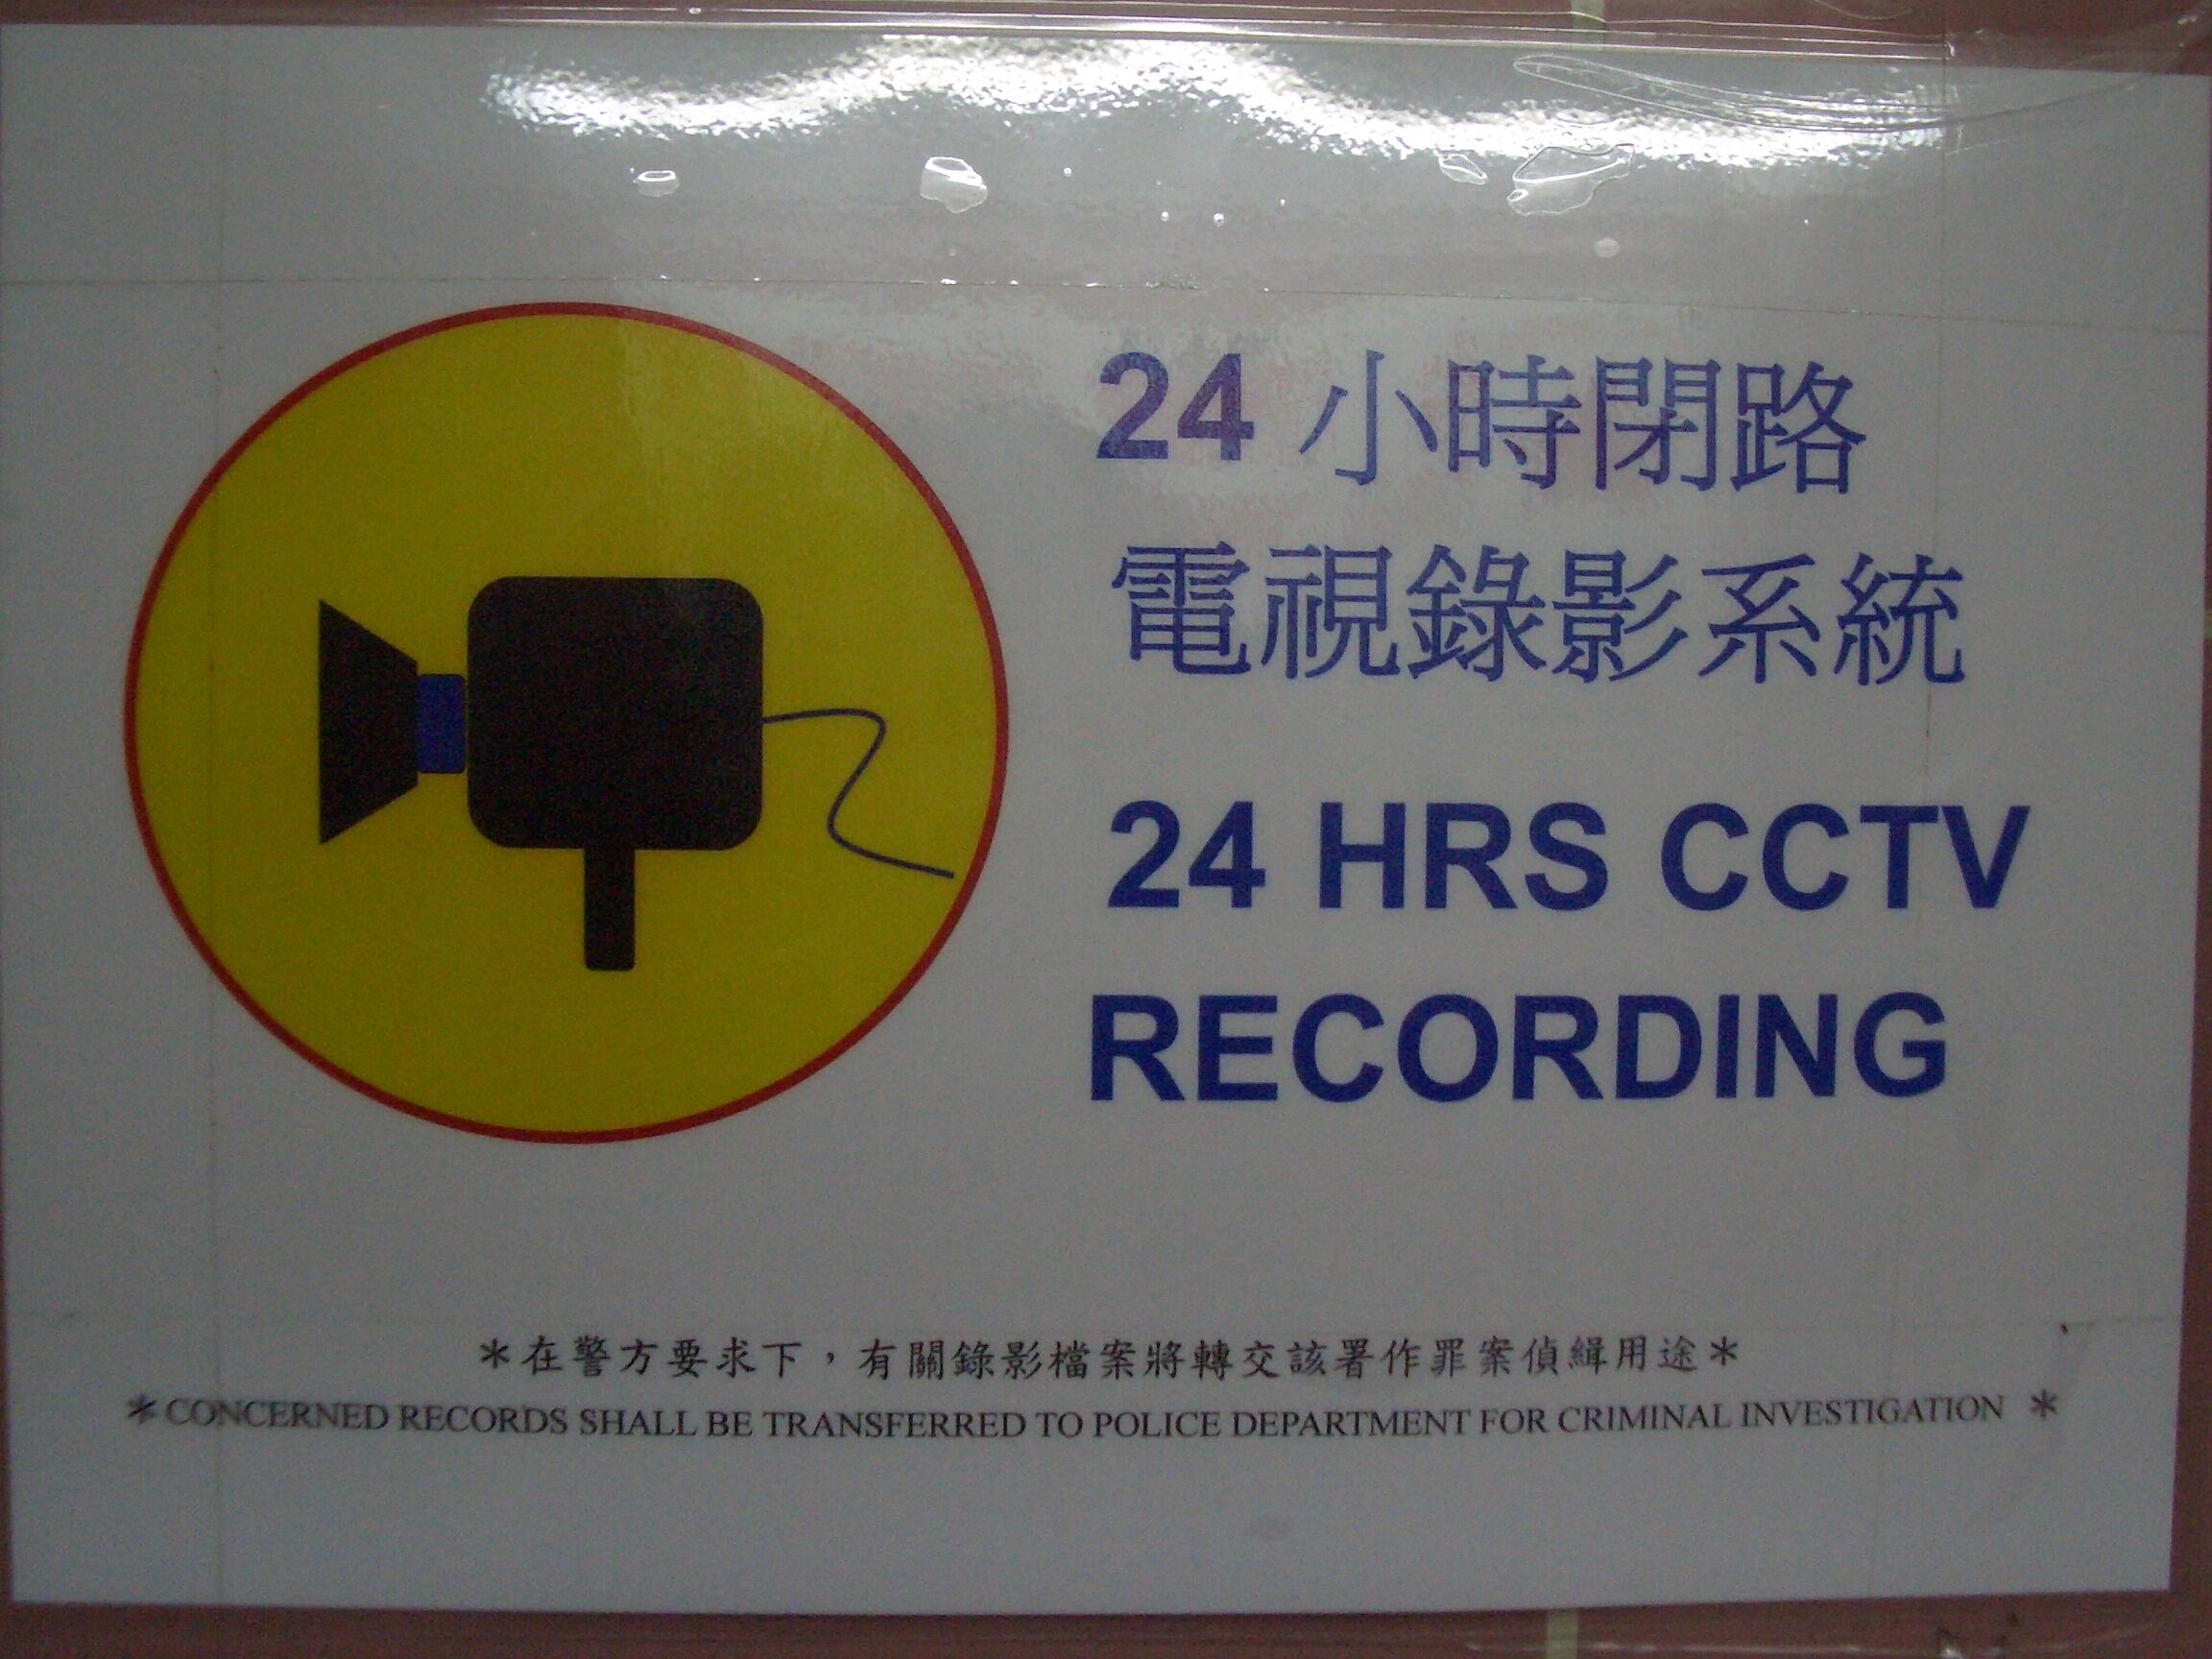 24 小時閉路
電視錄影系統
24 HRS CCTV
RECORDING
＊在警方要求下，有關錄影檔案將轉交該署作罪案偵緝用途＊
＊CONCERNED RECORDS SHALL BE TRANSFERRED TO POLICE DEPARTMENT FOR CRIMINAL INVESTIGATION ＊